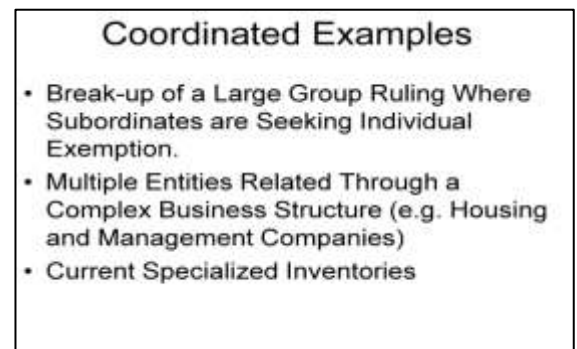 Coordinated Examples
• Break-up of a Large Group Ruling Where
Subordinates are Seeking Individual
Exemption.
• Multiple Entities Related Through a
Complex Business Structure (e.g. Housing
and Management Companies)
• Current Specialized Inventories